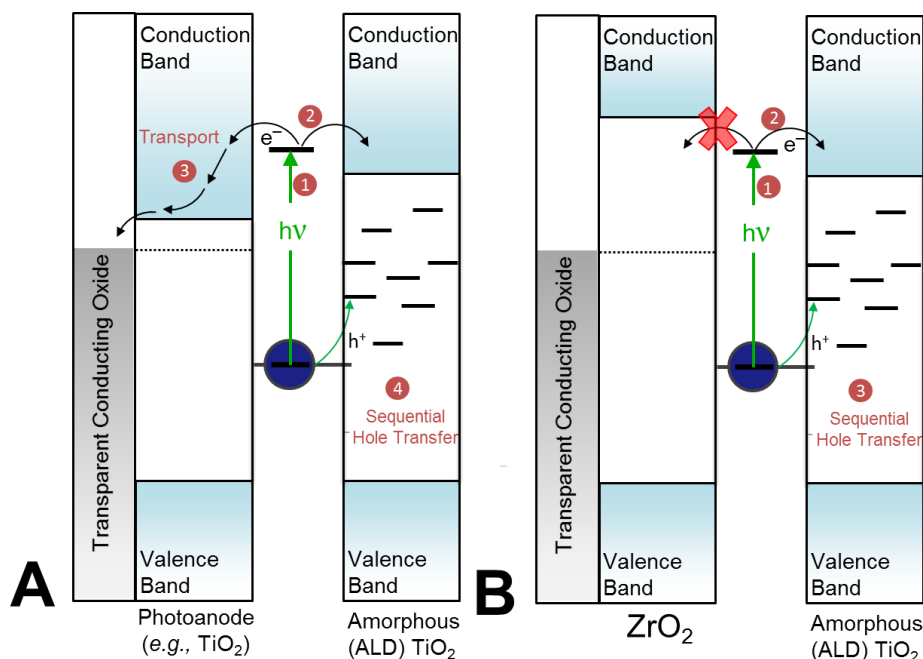 Conduction
Band
Transport
3
e⁻
2
1
hν
h⁺
4
Sequential
Hole Transfer
Conduction
Band
Transparent Conducting Oxide
Valence
Band
Valence
Band
A
Photoanode
(e.g., TiO₂)
Amorphous
(ALD) TiO₂
Conduction
Band
2
e⁻
1
hν
h⁺
3
Sequential
Hole Transfer
Conduction
Band
Transparent Conducting Oxide
Valence
Band
Valence
Band
B
ZrO₂
Amorphous
(ALD) TiO₂